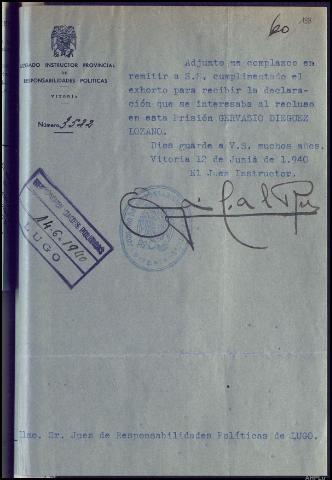 60
JUZGADO INSTRUCTOR PROVINCIAL
DE
RESPONSABILIDADES POLITICAS
VITORIA
Número 3522
Adjunto me complazco en
remitir a S.S. cumplimentado el
exhorto para recibir la declara-
ción que se interesaba al recluso
en esta Prisión GERVASIO DIEGUEZ
LOZANO.
Dios guarde a V.S. muchos años.
Vitoria 12 de Junio de 1.940
El Juez Instructor,
14.6.1940
LUGO
Ilmo. Sr. Juez de Responsabilidades Políticas de LUGO.